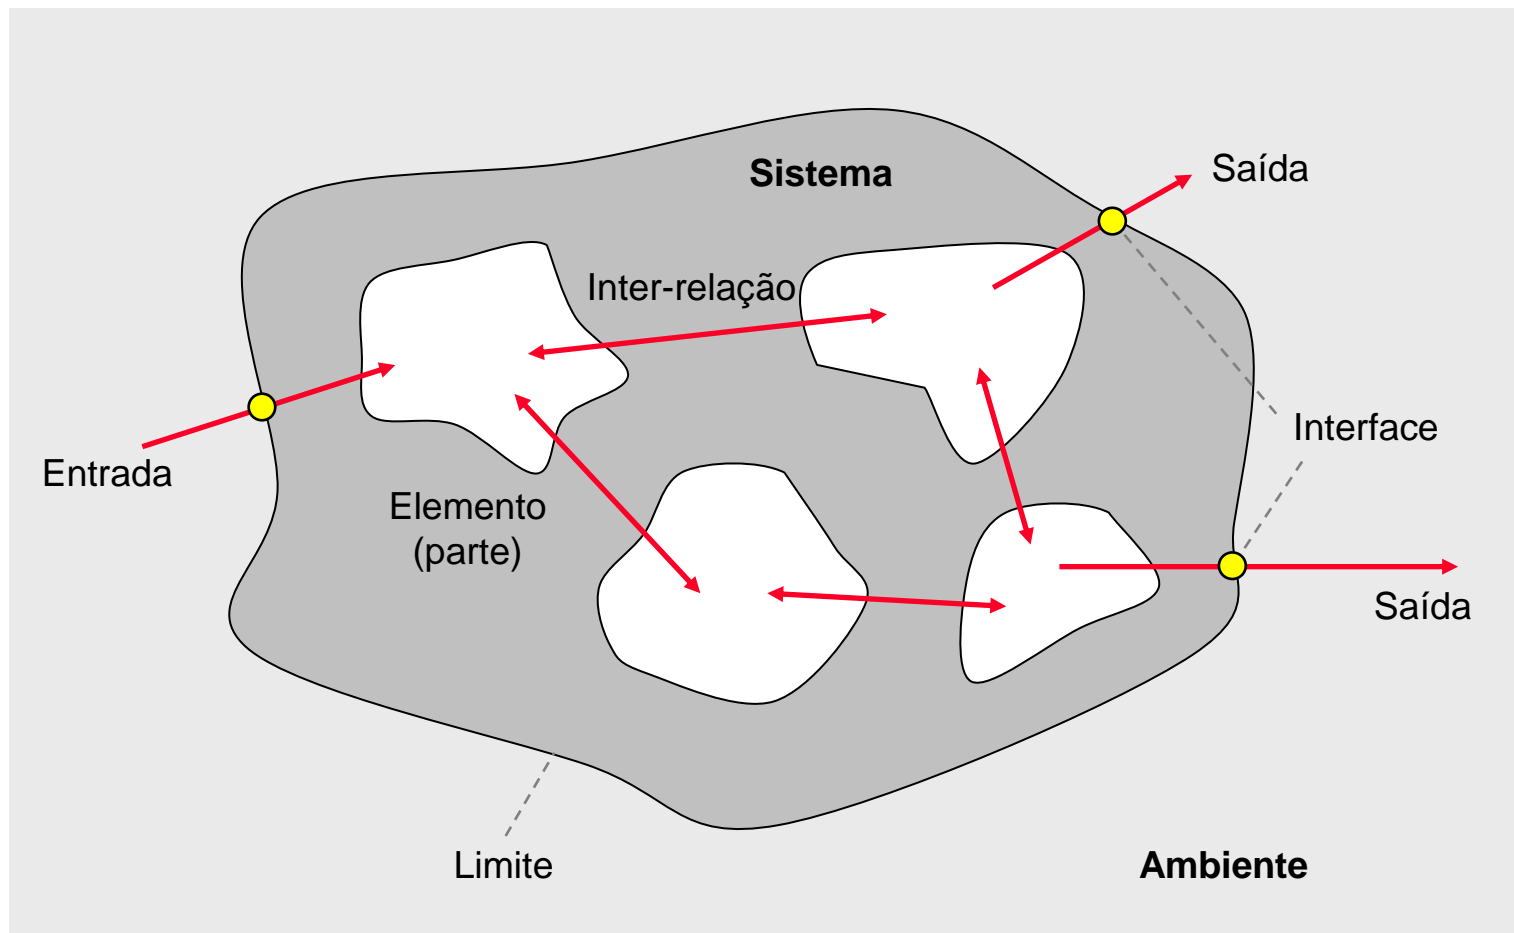 Sistema
Saída
Inter-relação
Interface
Entrada
Elemento
(parte)
Saída
Limite
Ambiente